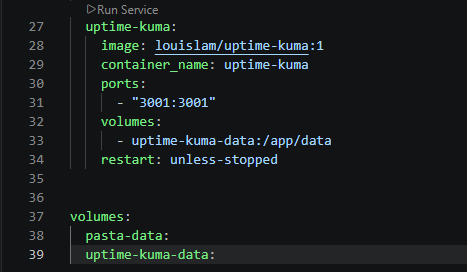 Run Service
27 uptime-kuma:
28 image: louislam/uptime-kuma:1
29 container_name: uptime-kuma
30 ports:
31 - "3001:3001"
32 volumes:
33 - uptime-kuma-data:/app/data
34 restart: unless-stopped
35
36
37 volumes:
38 pasta-data:
39 uptime-kuma-data: